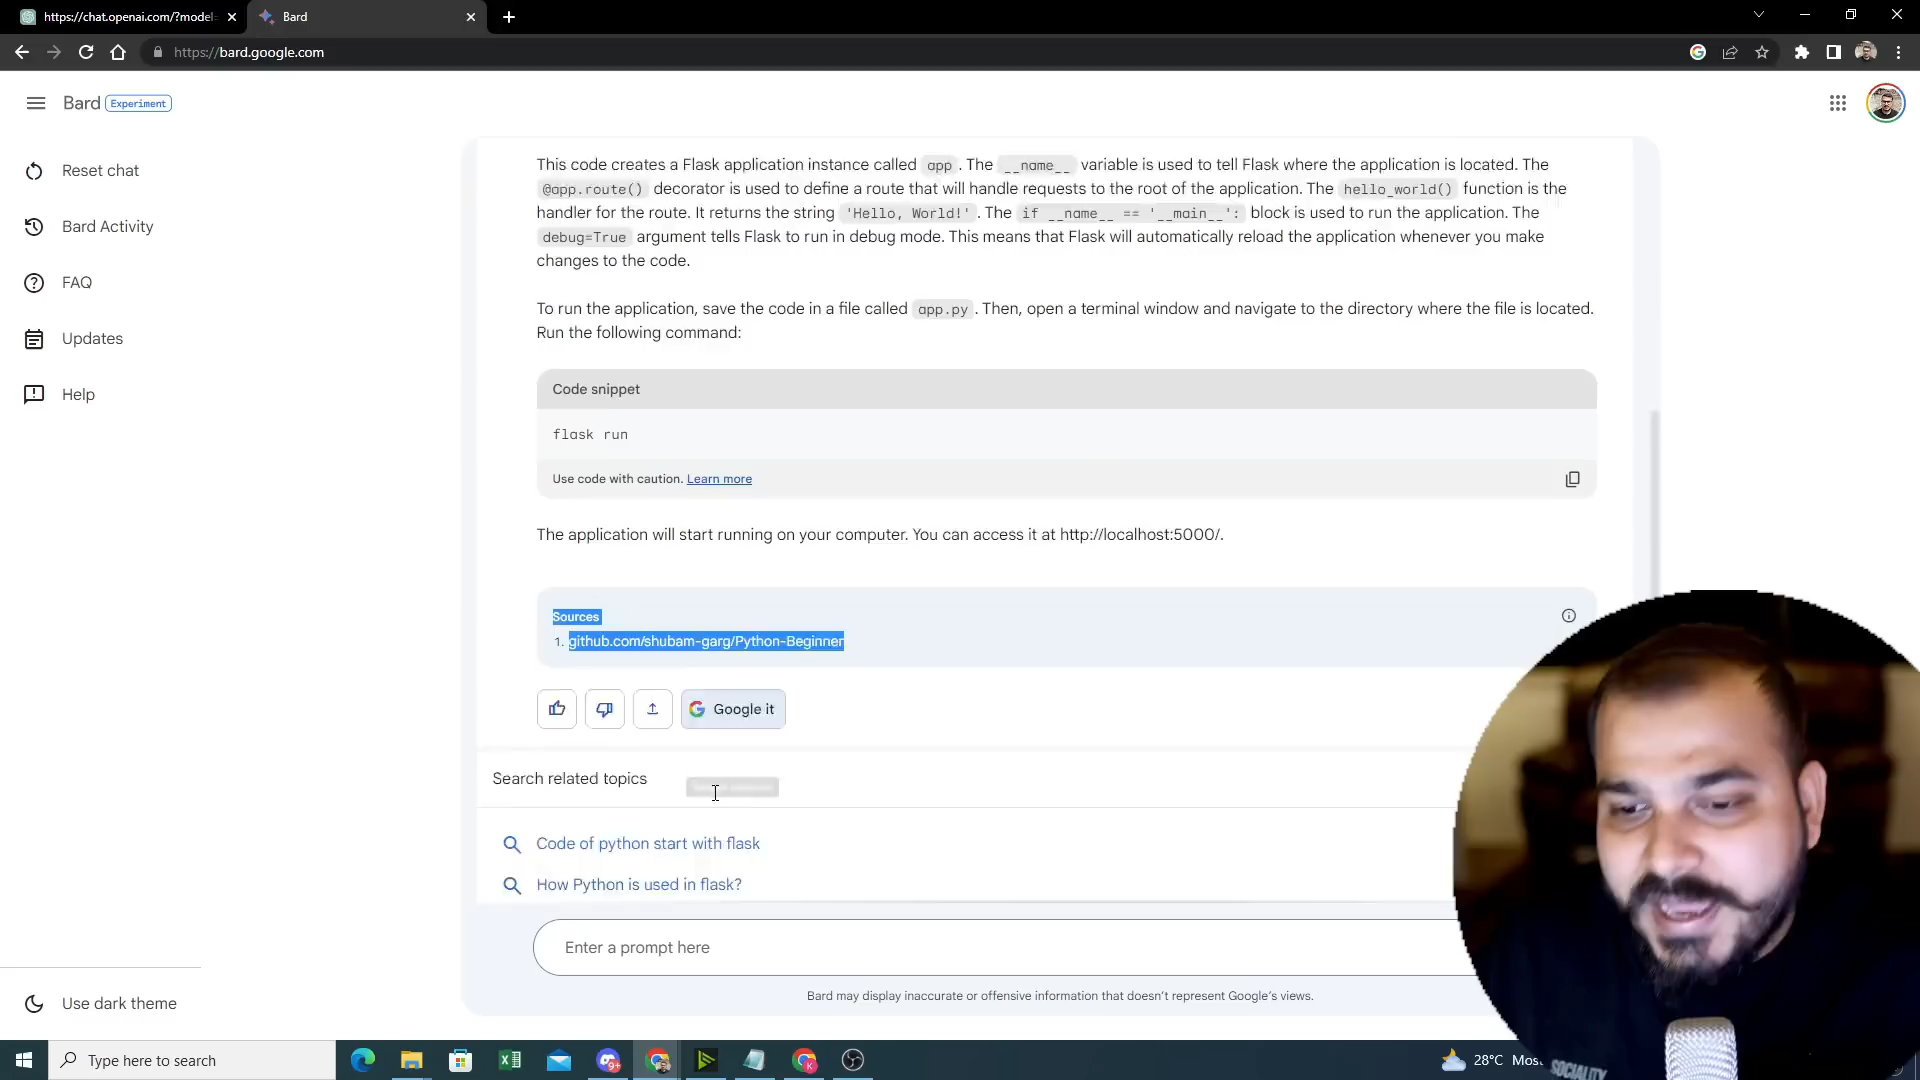 https://chat.openai.com/?model=
Bard
https://bard.google.com
Bard Experiment
Reset chat
Bard Activity
FAQ
Updates
Help
Use dark theme
This code creates a Flask application instance called app . The __name__ variable is used to tell Flask where the application is located. The
@app.route() decorator is used to define a route that will handle requests to the root of the application. The hello_world() function is the
handler for the route. It returns the string 'Hello, World!' . The if __name__ == '__main__': block is used to run the application. The
debug=True argument tells Flask to run in debug mode. This means that Flask will automatically reload the application whenever you make
changes to the code.
To run the application, save the code in a file called app.py . Then, open a terminal window and navigate to the directory where the file is located.
Run the following command:
Code snippet
flask run
Use code with caution. Learn more
The application will start running on your computer. You can access it at http://localhost:5000/.
Sources
1. github.com/shubam-garg/Python-Beginner
Google it
Search related topics
Code of python start with flask
How Python is used in flask?
Enter a prompt here
Bard may display inaccurate or offensive information that doesn't represent Google's views.
Type here to search
9+
K
28°C
SOCIALITY